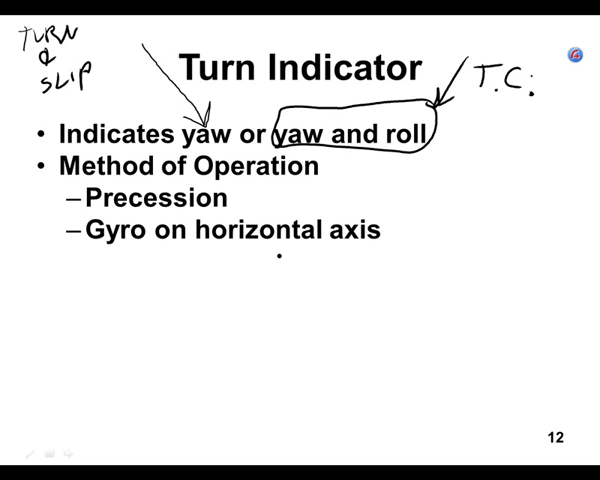 TURN
&
SLIP
Turn Indicator
T.C.
• Indicates yaw or yaw and roll
• Method of Operation
–Precession
–Gyro on horizontal axis
12